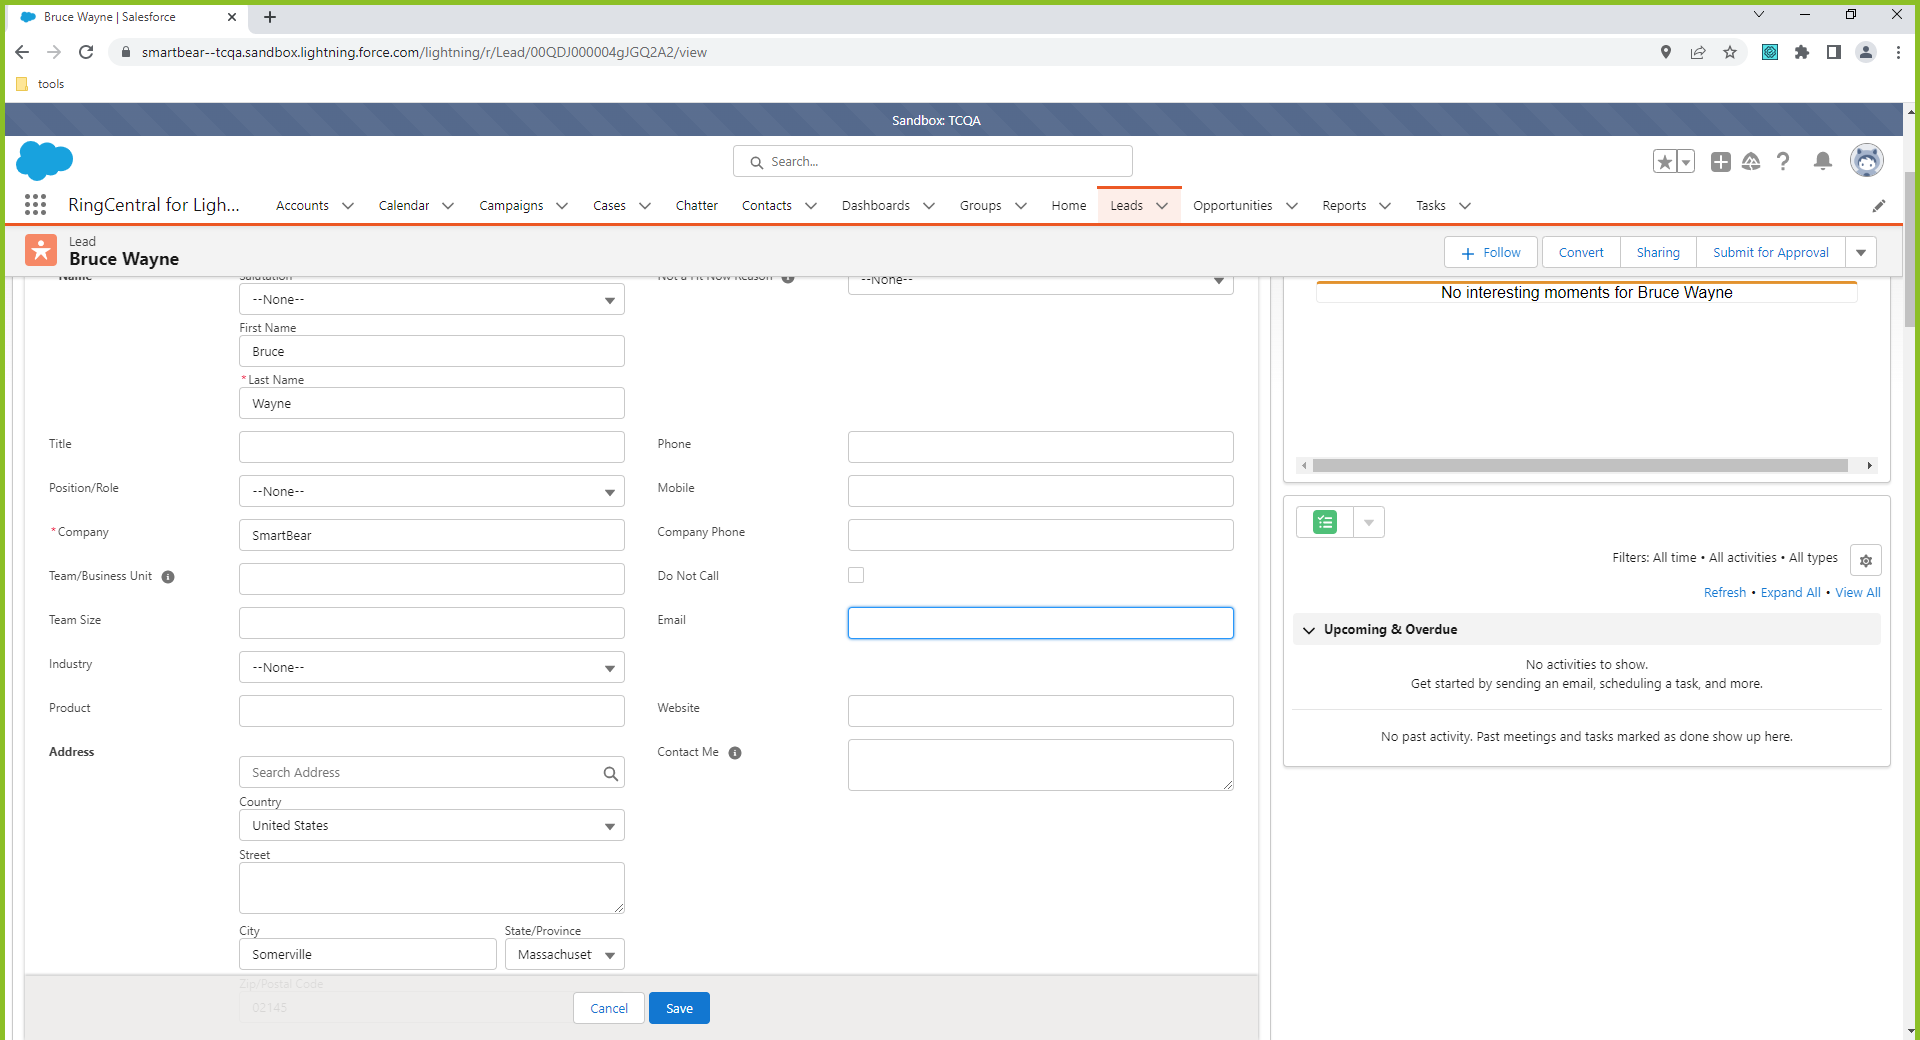 Bruce Wayne | Salesforce
smartbear--tcqa.sandbox.lightning.force.com/lightning/r/Lead/00QDJ000004gJGQ2A2/view
tools
Sandbox: TCQA
Search...
RingCentral for Ligh...
Accounts
Calendar
Campaigns
Cases
Chatter
Contacts
Dashboards
Groups
Home
Leads
Opportunities
Reports
Tasks
Lead
Bruce Wayne
Follow
Convert
Sharing
Submit for Approval
Name
Salutation
--None--
First Name
Bruce
*Last Name
Wayne
Title
Position/Role
--None--
*Company
SmartBear
Team/Business Unit
Team Size
Industry
--None--
Product
Address
Search Address
Country
United States
Street
City
State/Province
Somerville
Massachuset
Zip/Postal Code
02145
Not a Fit Now Reason
--None--
Phone
Mobile
Company Phone
Do Not Call
Email
Website
Contact Me
Cancel
Save
No interesting moments for Bruce Wayne
Filters: All time • All activities • All types
Refresh • Expand All • View All
Upcoming & Overdue
No activities to show.
Get started by sending an email, scheduling a task, and more.
No past activity. Past meetings and tasks marked as done show up here.